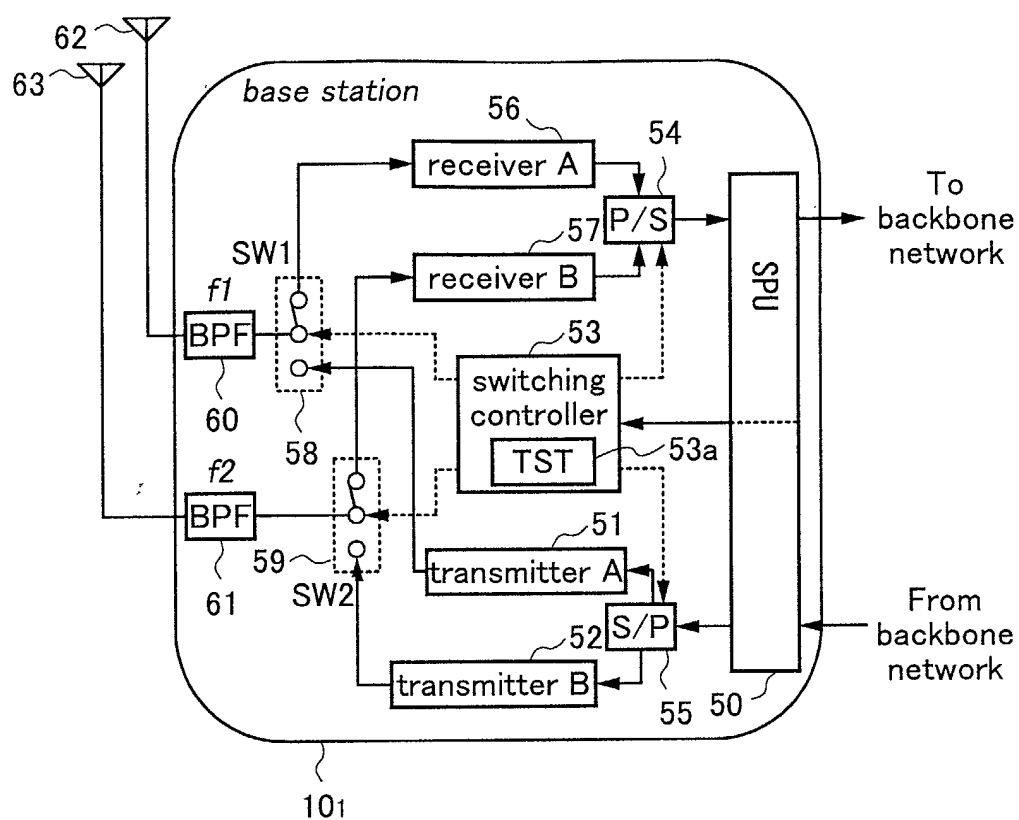 62
63
base station
56
receiver A
54
P/S
To
backbone
network
57
receiver B
SPU
SW1
f1
BPF
60
58
53
switching
controller
TST
53a
f2
BPF
61
59
SW2
51
transmitter A
S/P
55
52
transmitter B
50
From
backbone
network
101